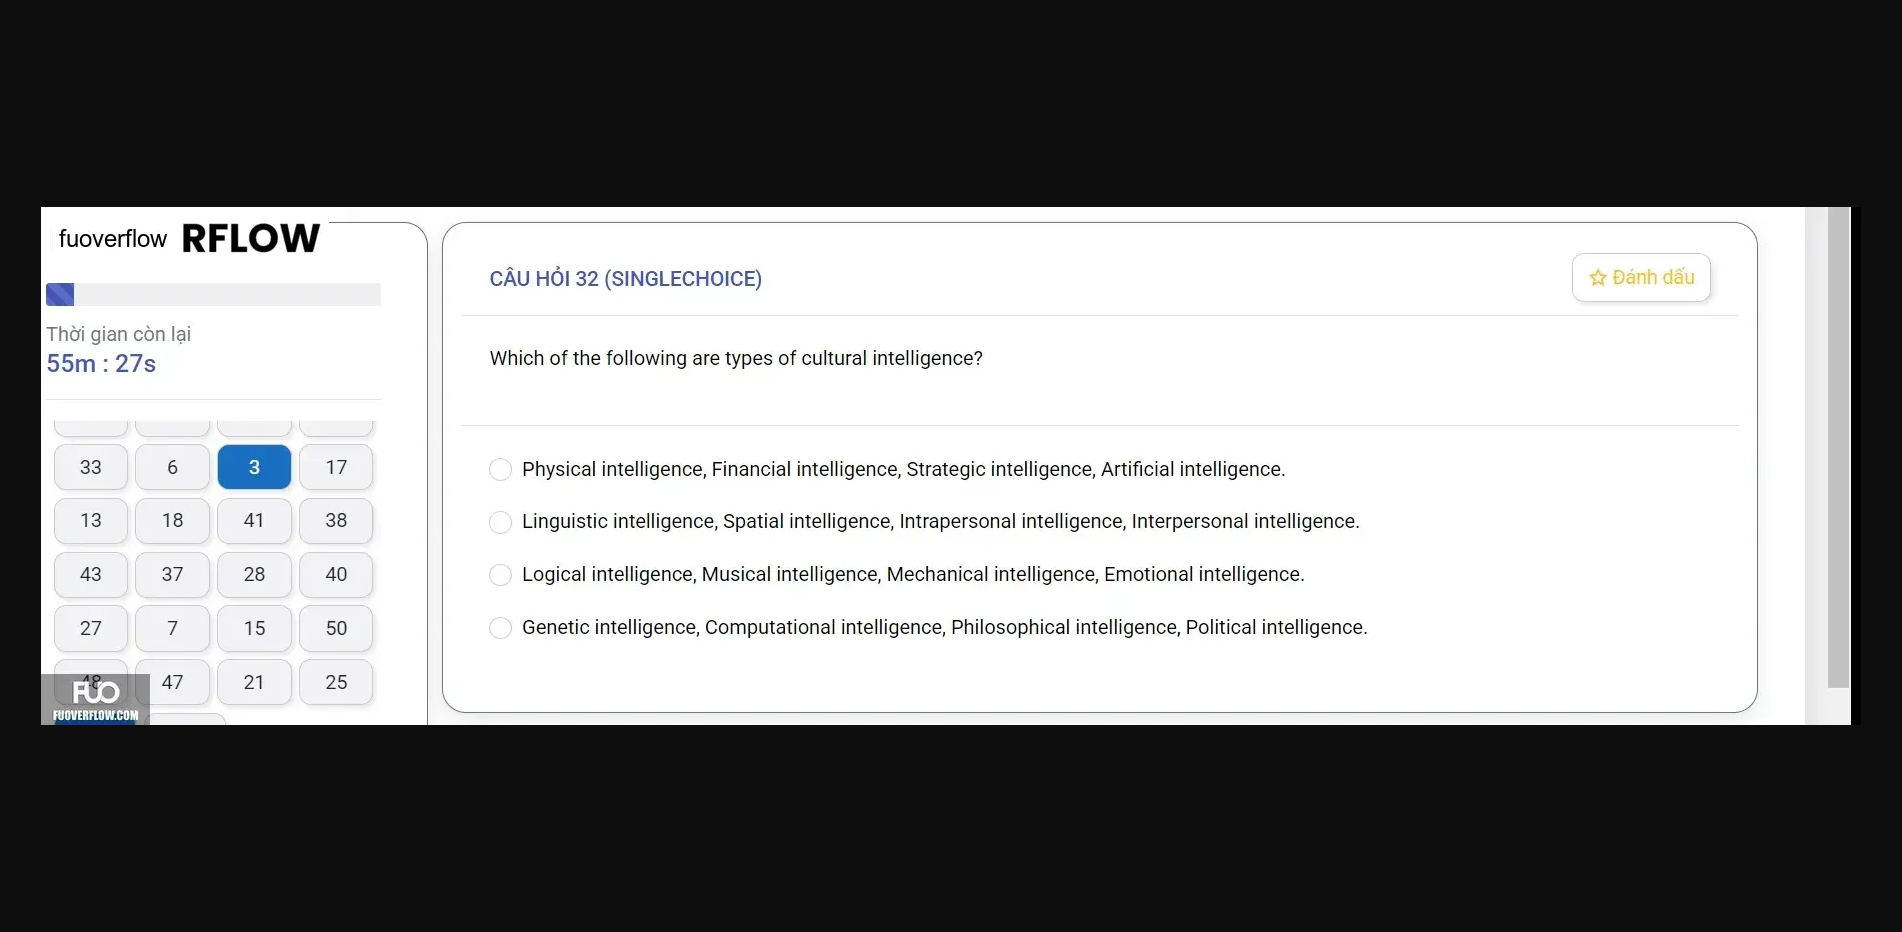 fuoverflow RFLOW
Thời gian còn lại
55m : 27s
33 6 3 17
13 18 41 38
43 37 28 40
27 7 15 50
48 47 21 25
FUO
FUOVERFLOW.COM
CÂU HỎI 32 (SINGLECHOICE)
Đánh dấu
Which of the following are types of cultural intelligence?
Physical intelligence, Financial intelligence, Strategic intelligence, Artificial intelligence.
Linguistic intelligence, Spatial intelligence, Intrapersonal intelligence, Interpersonal intelligence.
Logical intelligence, Musical intelligence, Mechanical intelligence, Emotional intelligence.
Genetic intelligence, Computational intelligence, Philosophical intelligence, Political intelligence.